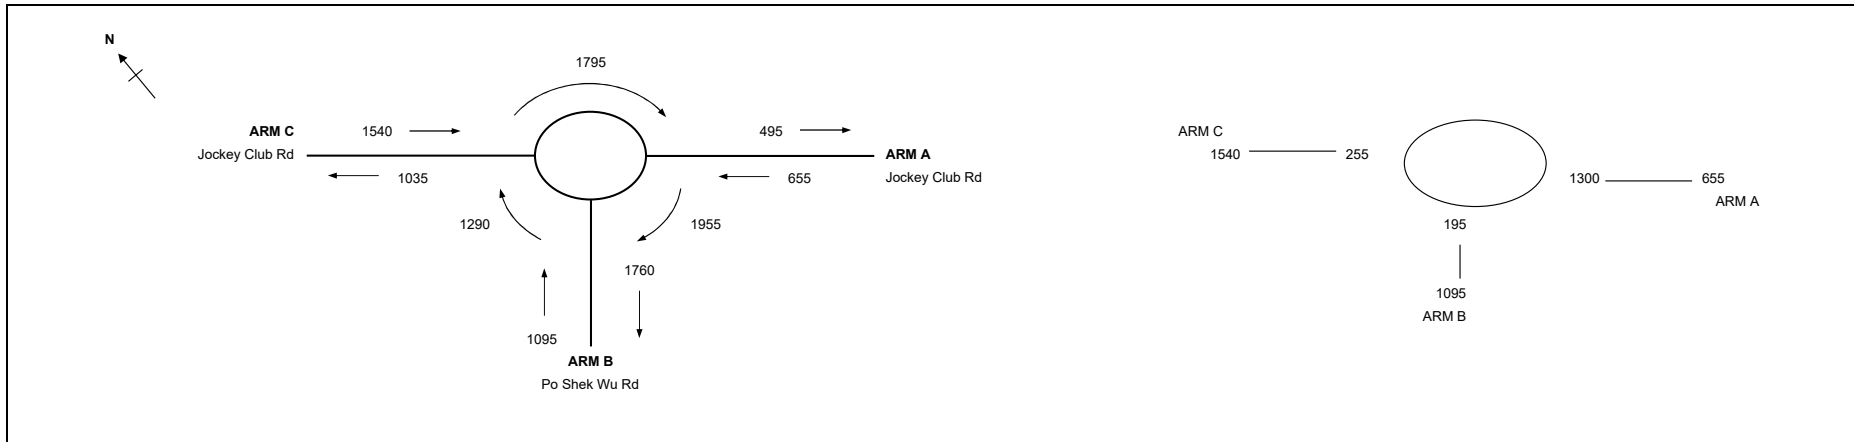 N
1795
ARM C 1540 495
Jockey Club Rd ARM A
1035 655 Jockey Club Rd
1290 1955
1760
1095
ARM B
Po Shek Wu Rd
ARM C
1540 255
1300 655
ARM A
195
1095
ARM B